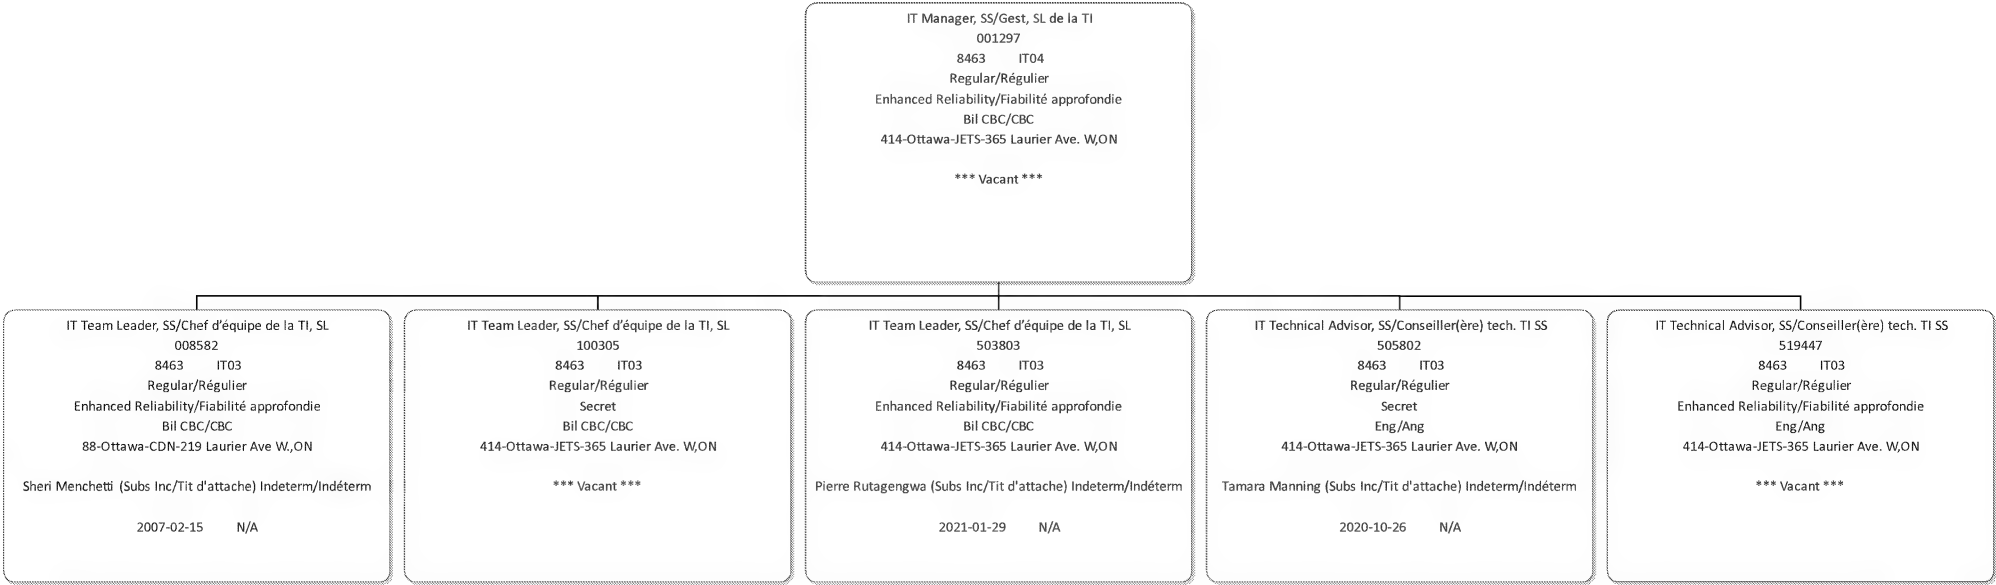 IT Manager, SS/Gest, SL de la TI
001297
8463 IT04
Regular/Régulier
Enhanced Reliability/Fiabilité approfondie
Bil CBC/CBC
414-Ottawa-JETS-365 Laurier Ave. W,ON
*** Vacant ***
IT Team Leader, SS/Chef d'équipe de la TI, SL
008582
8463 IT03
Regular/Régulier
Enhanced Reliability/Fiabilité approfondie
Bil CBC/CBC
88-Ottawa-CDN-219 Laurier Ave W.,ON
Sheri Menchetti (Subs Inc/Tit d'attache) Indeterm/Indéterm
2007-02-15 N/A
IT Team Leader, SS/Chef d'équipe de la TI, SL
100305
8463 IT03
Regular/Régulier
Secret
Bil CBC/CBC
414-Ottawa-JETS-365 Laurier Ave. W,ON
*** Vacant ***
IT Team Leader, SS/Chef d'équipe de la TI, SL
503803
8463 IT03
Regular/Régulier
Enhanced Reliability/Fiabilité approfondie
Bil CBC/CBC
414-Ottawa-JETS-365 Laurier Ave. W,ON
Pierre Rutagengwa (Subs Inc/Tit d'attache) Indeterm/Indéterm
2021-01-29 N/A
IT Technical Advisor, SS/Conseiller(ère) tech. TI SS
505802
8463 IT03
Regular/Régulier
Secret
Eng/Ang
414-Ottawa-JETS-365 Laurier Ave. W,ON
Tamara Manning (Subs Inc/Tit d'attache) Indeterm/Indéterm
2020-10-26 N/A
IT Technical Advisor, SS/Conseiller(ère) tech. TI SS
519447
8463 IT03
Regular/Régulier
Enhanced Reliability/Fiabilité approfondie
Eng/Ang
414-Ottawa-JETS-365 Laurier Ave. W,ON
*** Vacant ***